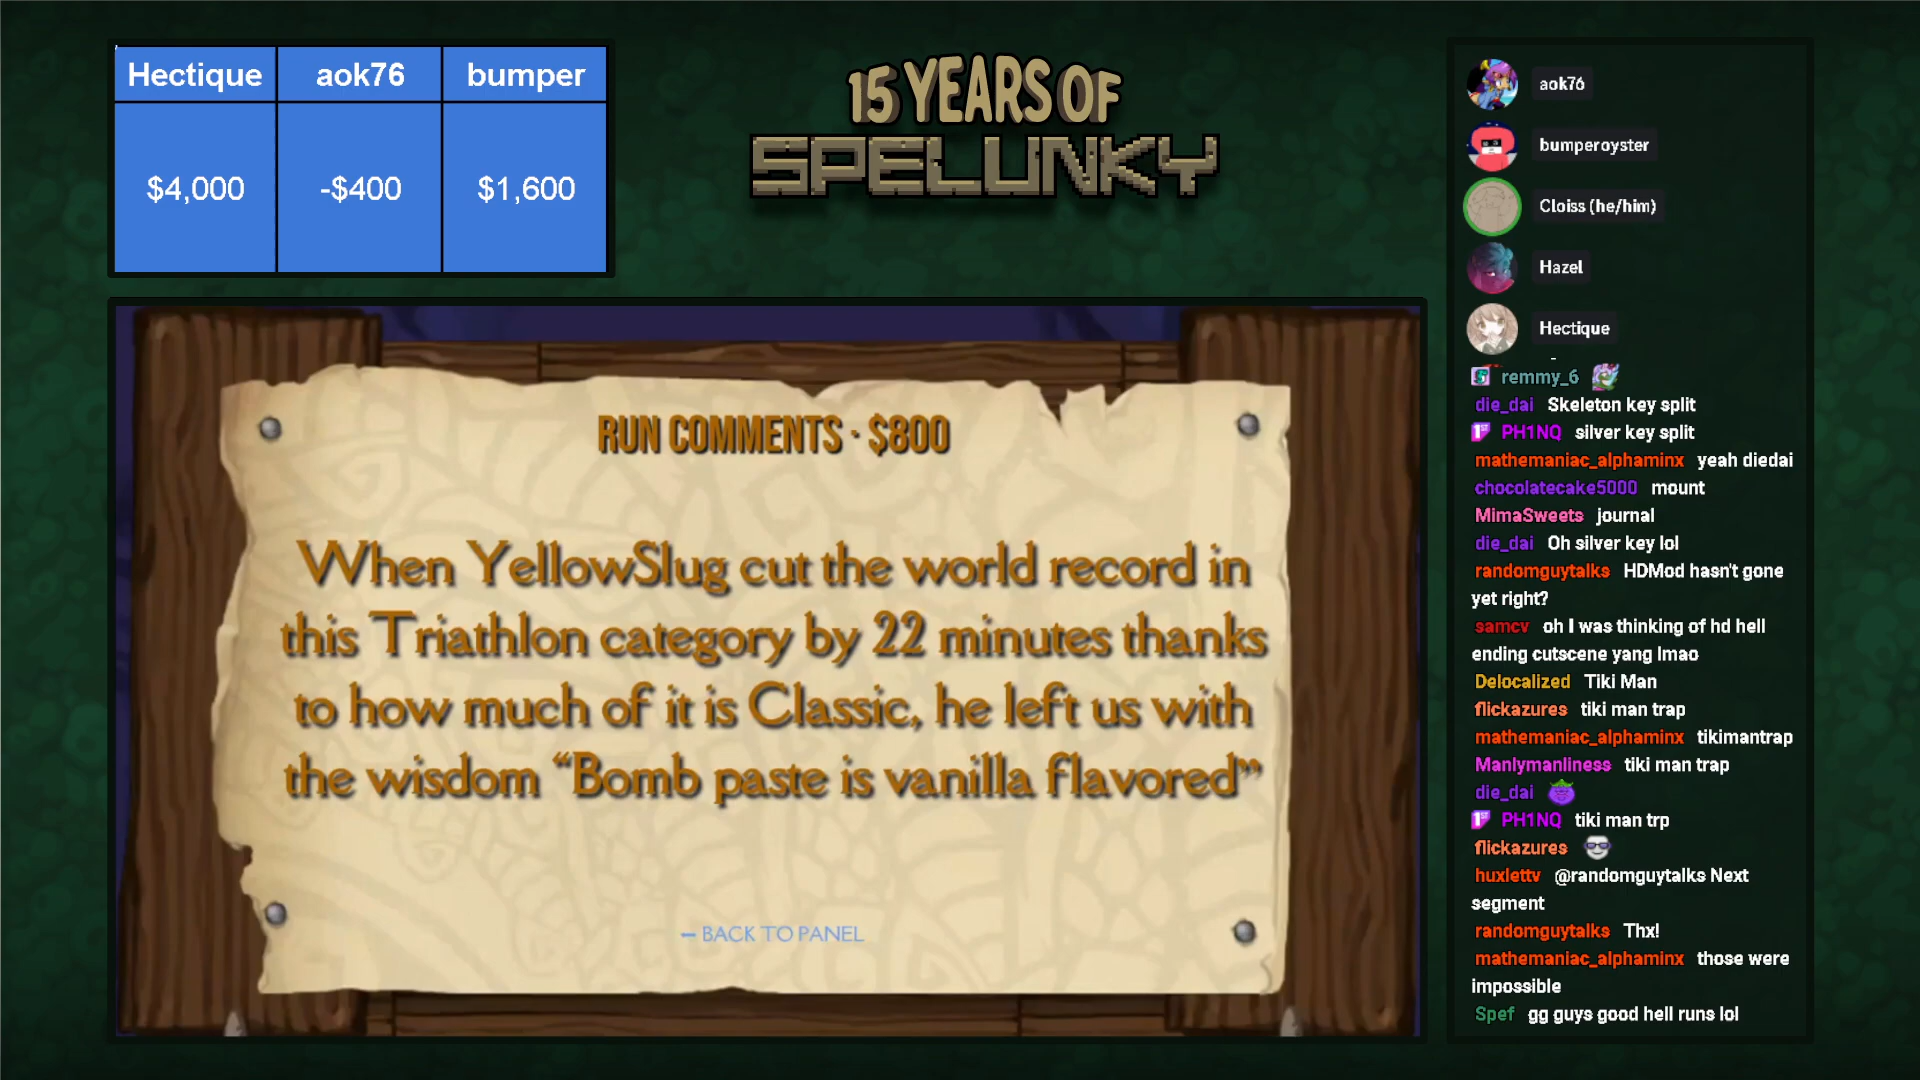 Hectique aok76 bumper
$4,000 -$400 $1,600
15 YEARS OF
SPELUNKY
RUN COMMENTS · $800
When YellowSlug cut the world record in
this Triathlon category by 22 minutes thanks
to how much of it is Classic, he left us with
the wisdom “Bomb paste is vanilla flavored”
BACK TO PANEL
aok76
bumperoyster
Cloiss (he/him)
Hazel
Hectique
remmy_6
die_dai Skeleton key split
PH1NQ silver key split
mathemaniac_alphaminx yeah diedai
chocolatecake5000 mount
MimaSweets journal
die_dai Oh silver key lol
randomguytalks HDMod hasn't gone
yet right?
samcv oh I was thinking of hd hell
ending cutscene yang lmao
Delocalized Tiki Man
flickazures tiki man trap
mathemaniac_alphaminx tikimantrap
Manlymanliness tiki man trap
die_dai
PH1NQ tiki man trp
flickazures
huxlettv @randomguytalks Next
segment
randomguytalks Thx!
mathemaniac_alphaminx those were
impossible
Spef gg guys good hell runs lol